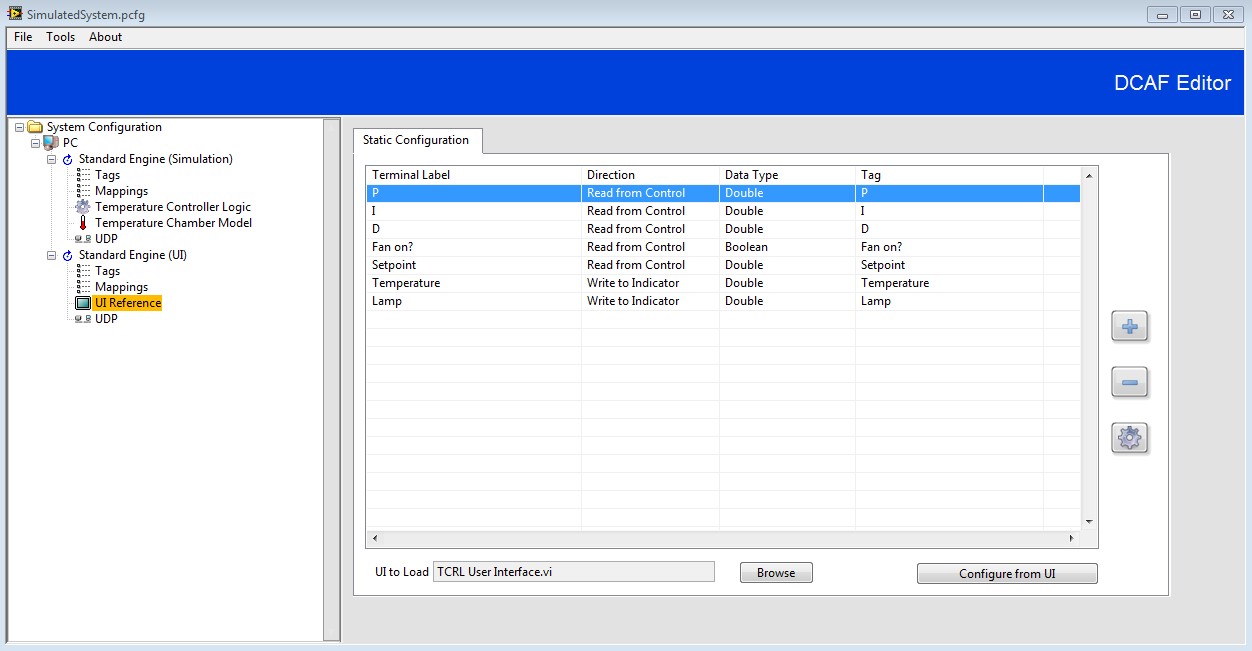 SimulatedSystem.pcfg
File Tools About
DCAF Editor
System Configuration
PC
Standard Engine (Simulation)
Tags
Mappings
Temperature Controller Logic
Temperature Chamber Model
UDP
Standard Engine (UI)
Tags
Mappings
UI Reference
UDP
Static Configuration
Terminal Label Direction Data Type Tag
P Read from Control Double P
I Read from Control Double I
D Read from Control Double D
Fan on? Read from Control Boolean Fan on?
Setpoint Read from Control Double Setpoint
Temperature Write to Indicator Double Temperature
Lamp Write to Indicator Double Lamp
UI to Load TCRL User Interface.vi Browse Configure from UI